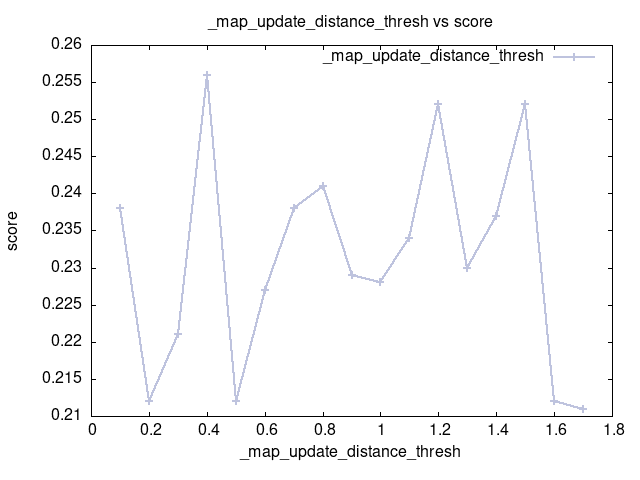 _map_update_distance_thresh vs score
_map_update_distance_thresh
0.26
0.255
0.25
0.245
0.24
0.235
0.23
0.225
0.22
0.215
0.21
score
0 0.2 0.4 0.6 0.8 1 1.2 1.4 1.6 1.8
_map_update_distance_thresh